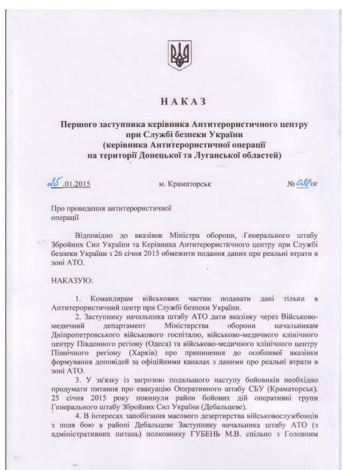 НАКАЗ
Першого заступника керівника Антитерористичного центру
при Службі безпеки України
(керівника Антитерористичної операції
на території Донецької та Луганської областей)
25 .01.2015 м. Краматорськ № ог
Про проведення антитерористичної
операції
Відповідно до вказівок Міністра оборони, Генерального штабу
Збройних Сил України та Керівника Антитерористичного центру при Службі
безпеки України з 26 січня 2015 обмежити подання даних про реальні втрати в
зоні АТО.
НАКАЗУЮ:
1. Командирам військових частини подавати дані тільки в
Антитерористичний центр при Службі безпеки України.
2. Заступнику начальника штабу АТО дати вказівку через Військово-
медичний департамент Міністерства оборони начальникам
Дніпропетровського військового госпіталю, військово-медичного клінічного
центру Південного регіону (Одеса) та військово-медичного клінічного центру
Північного регіону (Харків) про припинення до особливої вказівки
формування доповідей за офіційними каналах з даними про реальні втрати в
зоні АТО.
3. У зв'язку із загрозою подальшого наступу бойовиків необхідно
продумати питання про евакуацію Оперативного штабу СБУ (Краматорськ).
25 січня 2015 року покинули район бойових дій оперативні групи
Генерального штабу Збройних Сил України (Дебальцеве).
4. В интересах запобігання масового дезертирства військовослужбовців
з поля бою в районі Дебальцеве Заступнику начальника штабу АТО (з
адміністративних питань) полковнику ГУБЕНЬ М.В. спільно з Головним